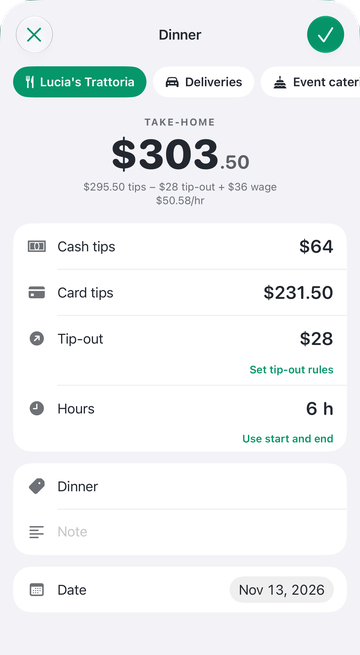 Dinner
Lucia's Trattoria
Deliveries
Event cater
TAKE-HOME
$303.50
$295.50 tips – $28 tip-out + $36 wage
$50.58/hr
Cash tips
$64
Card tips
$231.50
Tip-out
$28
Set tip-out rules
Hours
6 h
Use start and end
Dinner
Note
Date
Nov 13, 2026